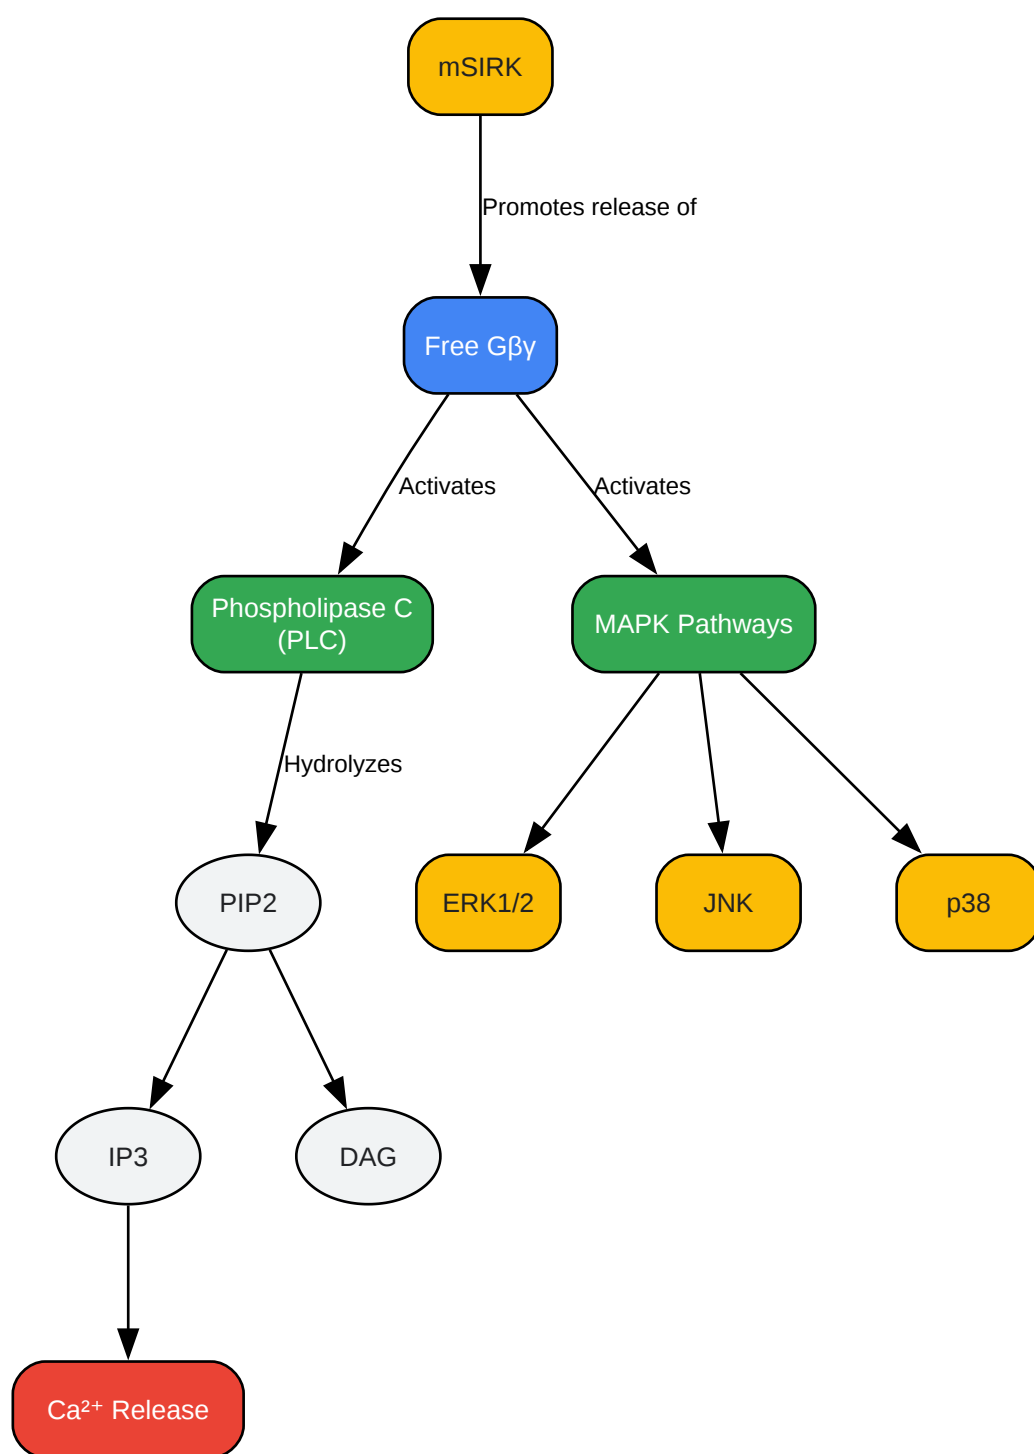 mSIRK
Promotes release of
Free Gβγ
Activates
Activates
Phospholipase C
(PLC)
MAPK Pathways
Hydrolyzes
PIP2
ERK1/2
JNK
p38
IP3
DAG
Ca²⁺ Release